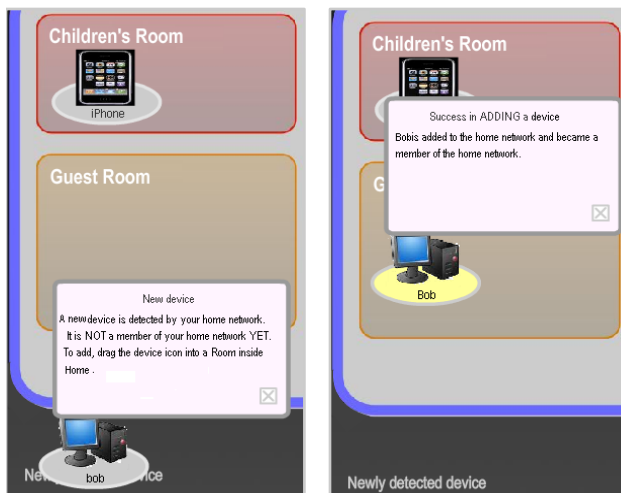 Children's Room
iPhone
Guest Room
New device
A new device is detected by your home network.
It is NOT a member of your home network YET.
To add, drag the device icon into a Room inside
Home .
bob
Children's Room
Success in ADDING a device
Bobis added to the home network and became a
member of the home network.
Bob
Newly detected device